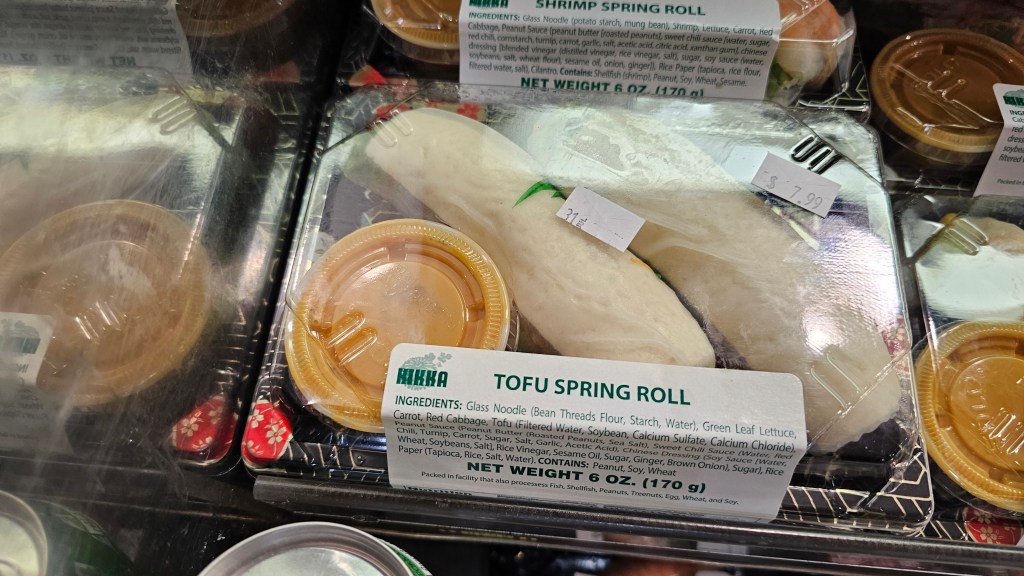 HIKKA
SHRIMP SPRING ROLL
INGREDIENTS: Glass Noodle (potato starch, mung bean), Shrimp, Lettuce, Carrot, Red
Cabbage, Peanut Sauce (peanut butter [roasted peanuts], sweet chili sauce [water, sugar,
red chili, corn, turnip, carrot, garlic, salt, acetic acid, citric acid, xanthan gum], chinese
dressing [blended vinegar (distilled vinegar, rice vinegar, salt), sugar, soy sauce (water,
soybeans, salt, wheat flour), sesame oil, onion, ginger]), Rice Paper (tapioca, rice flour,
filtered water, salt), Cilantro. Contains: Shellfish (shrimp), Peanut, Soy, Wheat, Sesame.
NET WEIGHT 6 OZ. (170 g)
$ 7.99
31
HIKKA
TOFU SPRING ROLL
INGREDIENTS: Glass Noodle (Bean Threads Flour, Starch, Water), Green Leaf Lettuce,
Carrot, Red Cabbage, Tofu (Filtered Water, Soybean, Calcium Sulfate, Calcium Chloride),
Peanut Sauce (Peanut Butter [Roasted Peanuts], Sweet Chili Sauce [Water, Red
Chili, Turnip, Carrot, Sugar, Salt, Garlic, Acetic Acid], Chinese Dressing [Soy Sauce (Water,
Wheat, Soybeans, Salt), Rice Vinegar, Sesame Oil, Sugar, Ginger, Brown Onion], Sugar), Rice
Paper (Tapioca, Rice, Salt, Water). CONTAINS: Peanut, Soy, Wheat
NET WEIGHT 6 OZ. (170 g)
Packed in facility that also processess Fish, Shellfish, Peanuts, Treenuts, Egg, Wheat, and Soy.